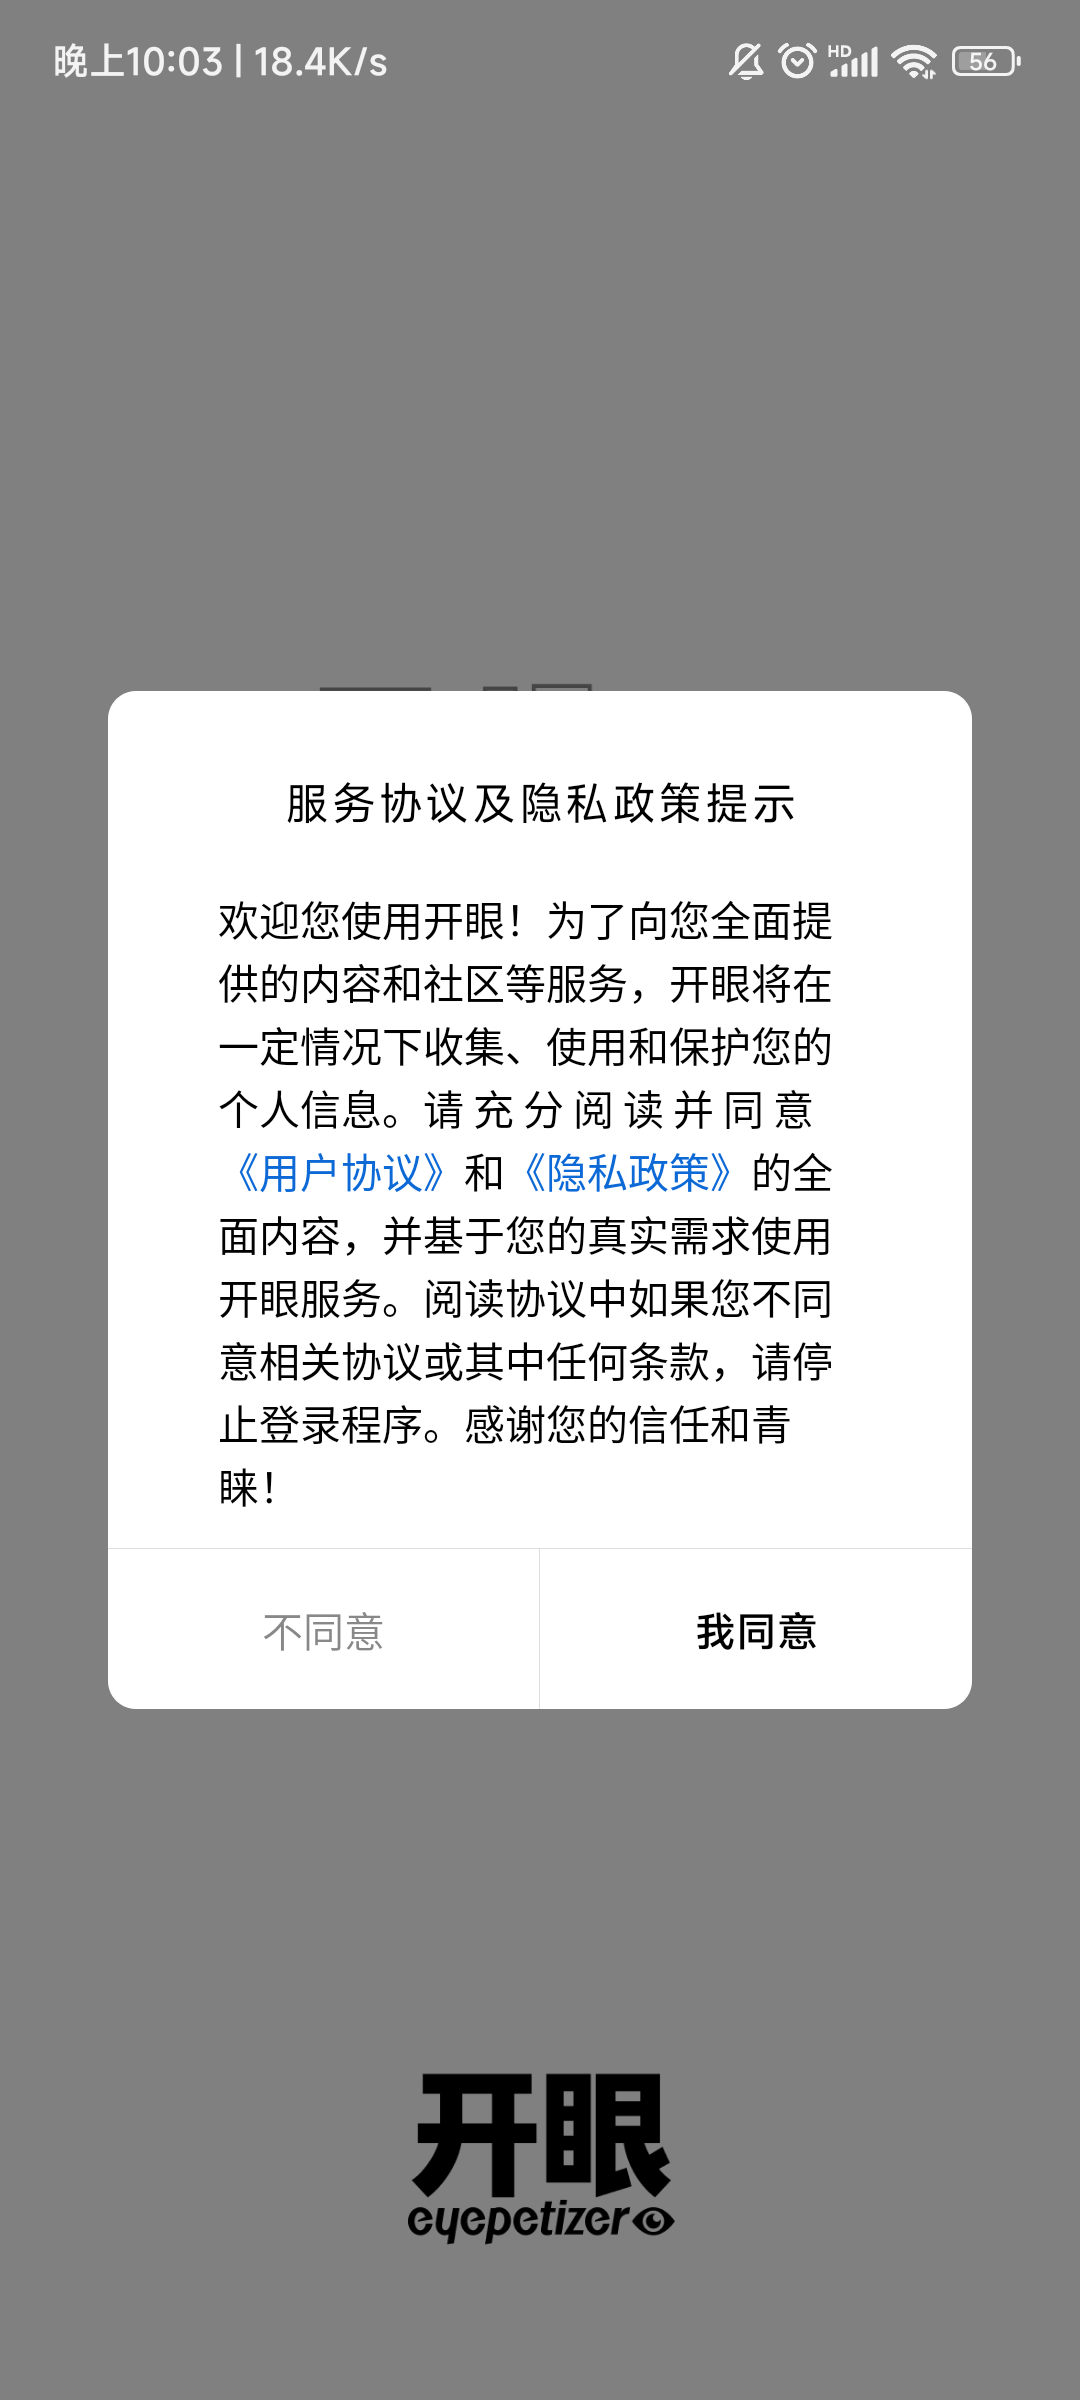 晚上10:03 | 18.4K/s
HD
56
服务协议及隐私政策提示
欢迎您使用开眼！为了向您全面提
供的内容和社区等服务，开眼将在
一定情况下收集、使用和保护您的
个人信息。请 充 分 阅 读 并 同 意
《用户协议》和《隐私政策》的全
面内容，并基于您的真实需求使用
开眼服务。阅读协议中如果您不同
意相关协议或其中任何条款，请停
止登录程序。感谢您的信任和青
睐！
不同意
我同意
开眼
eyepetizer